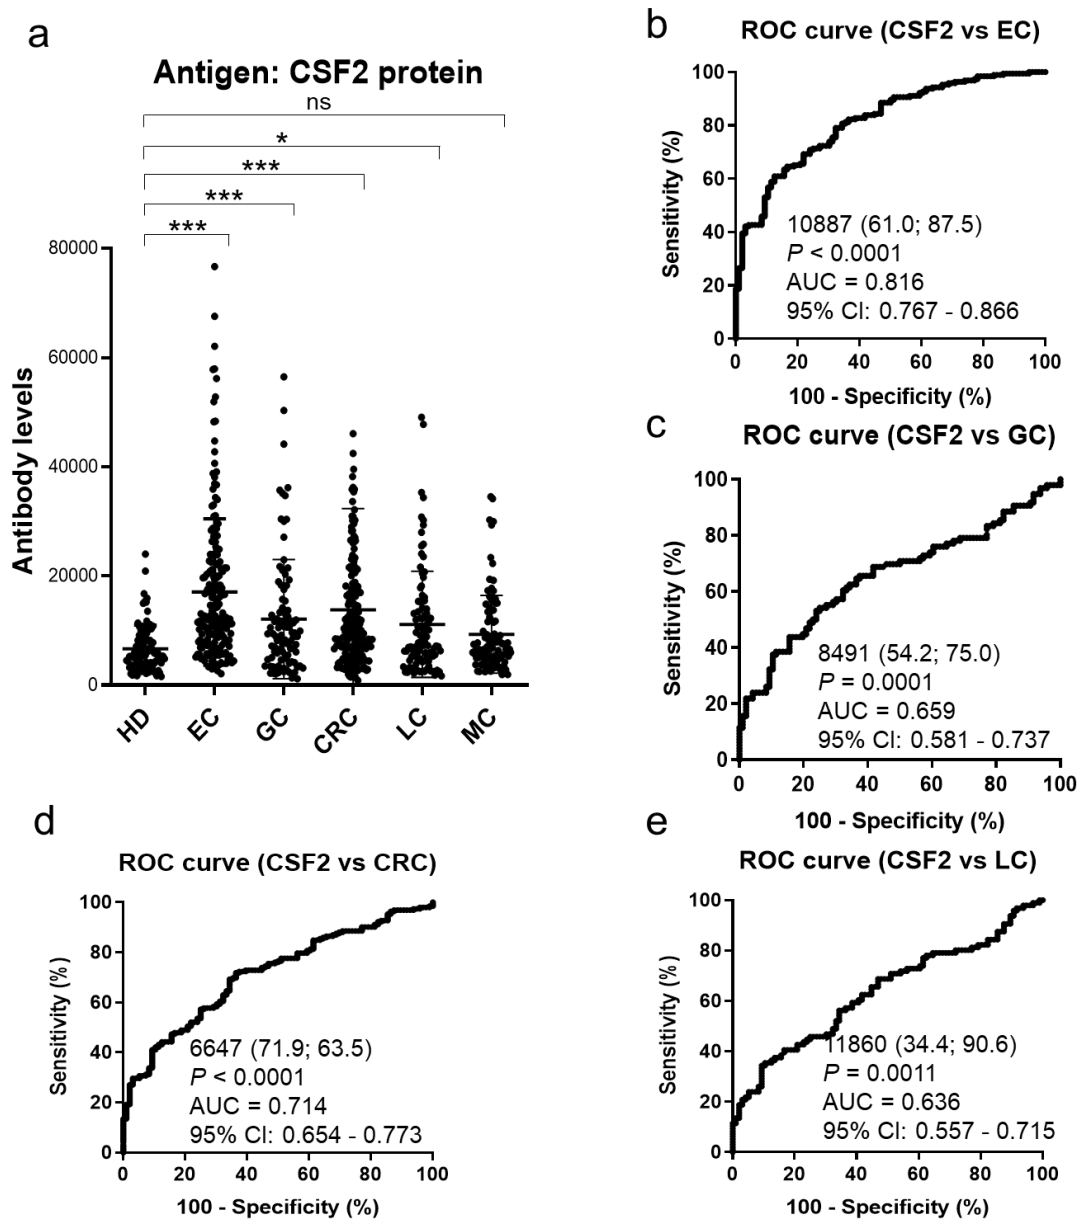 a
Antigen: CSF2 protein
ns
*
***
***
***
80000
60000
40000
20000
0
Antibody levels
HD
EC
GC
CRC
LC
MC
b
ROC curve (CSF2 vs EC)
100
80
60
40
20
0
Sensitivity (%)
10887 (61.0; 87.5)
P < 0.0001
AUC = 0.816
95% CI: 0.767 - 0.866
0 20 40 60 80 100
100 - Specificity (%)
c
ROC curve (CSF2 vs GC)
100
80
60
40
20
0
Sensitivity (%)
8491 (54.2; 75.0)
P = 0.0001
AUC = 0.659
95% CI: 0.581 - 0.737
0 20 40 60 80 100
100 - Specificity (%)
d
ROC curve (CSF2 vs CRC)
100
80
60
40
20
0
Sensitivity (%)
6647 (71.9; 63.5)
P < 0.0001
AUC = 0.714
95% CI: 0.654 - 0.773
0 20 40 60 80 100
100 - Specificity (%)
e
ROC curve (CSF2 vs LC)
100
80
60
40
20
0
Sensitivity (%)
11860 (34.4; 90.6)
P = 0.0011
AUC = 0.636
95% CI: 0.557 - 0.715
0 20 40 60 80 100
100 - Specificity (%)